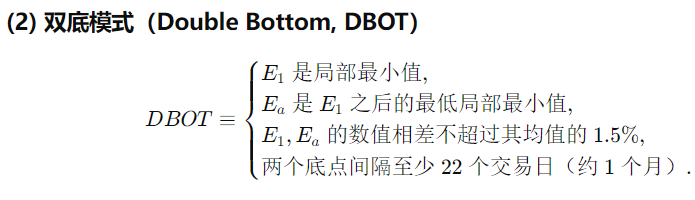 (2) 双底模式（Double Bottom, DBOT）
E₁ 是局部最小值,
Eₐ 是 E₁ 之后的最低局部最小值,
DBOT ≡
E₁, Eₐ 的数值相差不超过其均值的 1.5%,
两个底点间隔至少 22 个交易日（约 1 个月）.